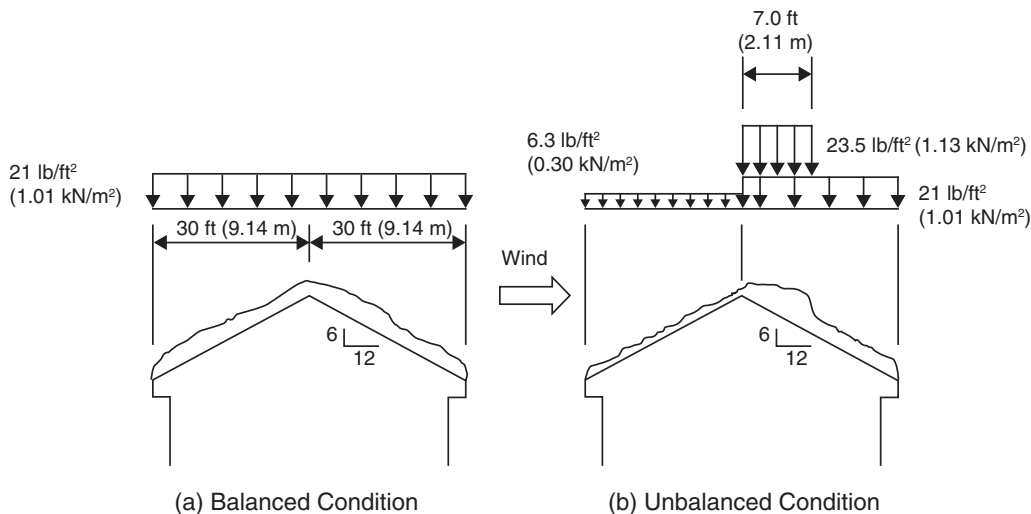 7.0 ft
(2.11 m)
6.3 lb/ft²
(0.30 kN/m²)
23.5 lb/ft² (1.13 kN/m²)
21 lb/ft²
(1.01 kN/m²)
21 lb/ft²
(1.01 kN/m²)
30 ft (9.14 m)
30 ft (9.14 m)
Wind
6
12
6
12
(a) Balanced Condition
(b) Unbalanced Condition